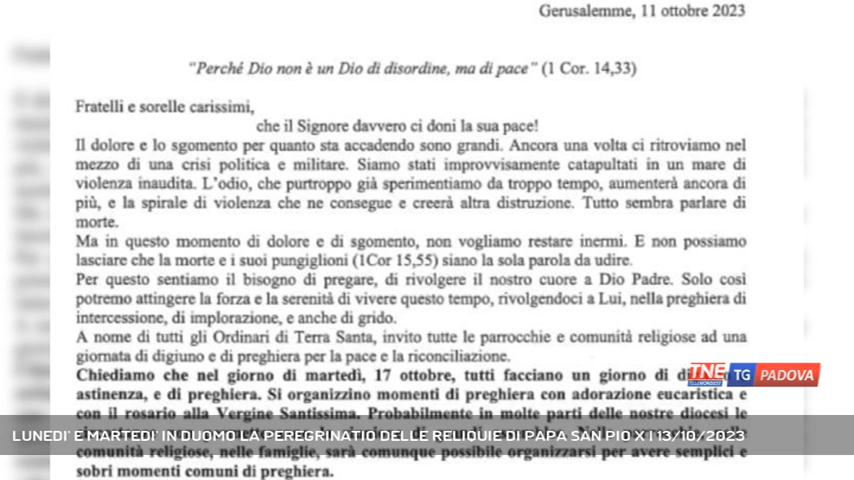 Gerusalemme, 11 ottobre 2023
"Perché Dio non è un Dio di disordine, ma di pace" (1 Cor. 14,33)
Fratelli e sorelle carissimi,
che il Signore davvero ci doni la sua pace!
Il dolore e lo sgomento per quanto sta accadendo sono grandi. Ancora una volta ci ritroviamo nel
mezzo di una crisi politica e militare. Siamo stati improvvisamente catapultati in un mare di
violenza inaudita. L'odio, che purtroppo già sperimentiamo da troppo tempo, aumenterà ancora di
più, e la spirale di violenza che ne consegue e creerà altra distruzione. Tutto sembra parlare di
morte.
Ma in questo momento di dolore e di sgomento, non vogliamo restare inermi. E non possiamo
lasciare che la morte e i suoi pungiglioni (1Cor 15,55) siano la sola parola da udire.
Per questo sentiamo il bisogno di pregare, di rivolgere il nostro cuore a Dio Padre. Solo così
potremo attingere la forza e la serenità di vivere questo tempo, rivolgendoci a Lui, nella preghiera di
intercessione, di implorazione, e anche di grido.
A nome di tutti gli Ordinari di Terra Santa, invito tutte le parrocchie e comunità religiose ad una
giornata di digiuno e di preghiera per la pace e la riconciliazione.
Chiediamo che nel giorno di martedì, 17 ottobre, tutti facciano un giorno di
TNE TG PADOVA
TELENORDEST
astinenza, e di preghiera. Si organizzino momenti di preghiera con adorazione eucaristica e
con il rosario alla Vergine Santissima. Probabilmente in molte parti delle nostre diocesi le
LUNEDI' E MARTEDI' IN DUOMO LA PEREGRINATIO DELLE RELIQUIE DI PAPA SAN PIO X | 13/10/2023
comunità religiose, nelle famiglie, sarà comunque possibile organizzarsi per avere semplici e
sobri momenti comuni di preghiera.